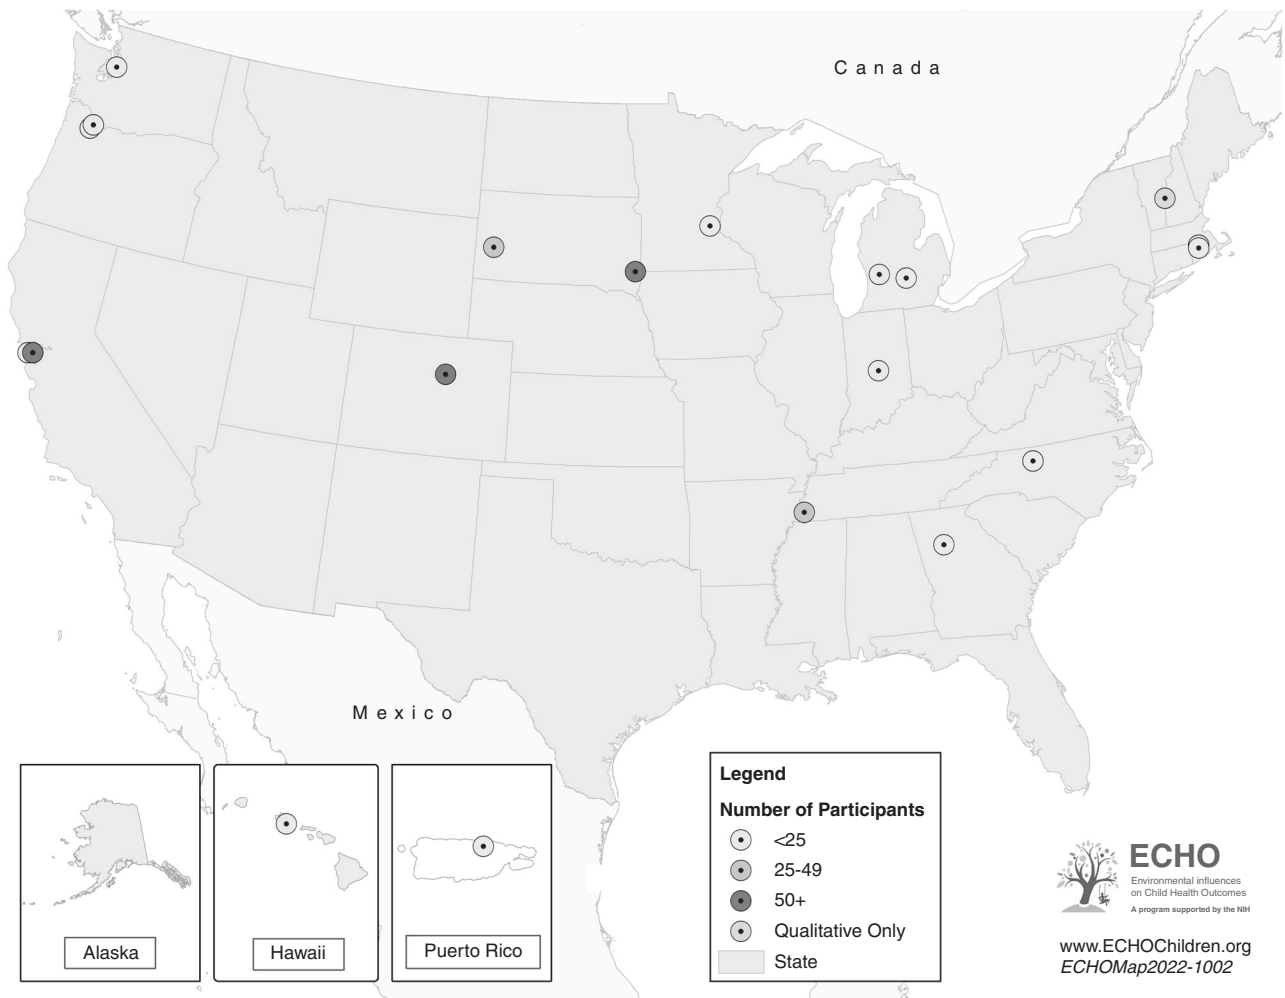 Canada
Mexico
Alaska
Hawaii
Puerto Rico
Legend
Number of Participants
<25
25-49
50+
Qualitative Only
State
ECHO
Environmental influences
on Child Health Outcomes
A program supported by the NIH
www.ECHOChildren.org
ECHOMap2022-1002